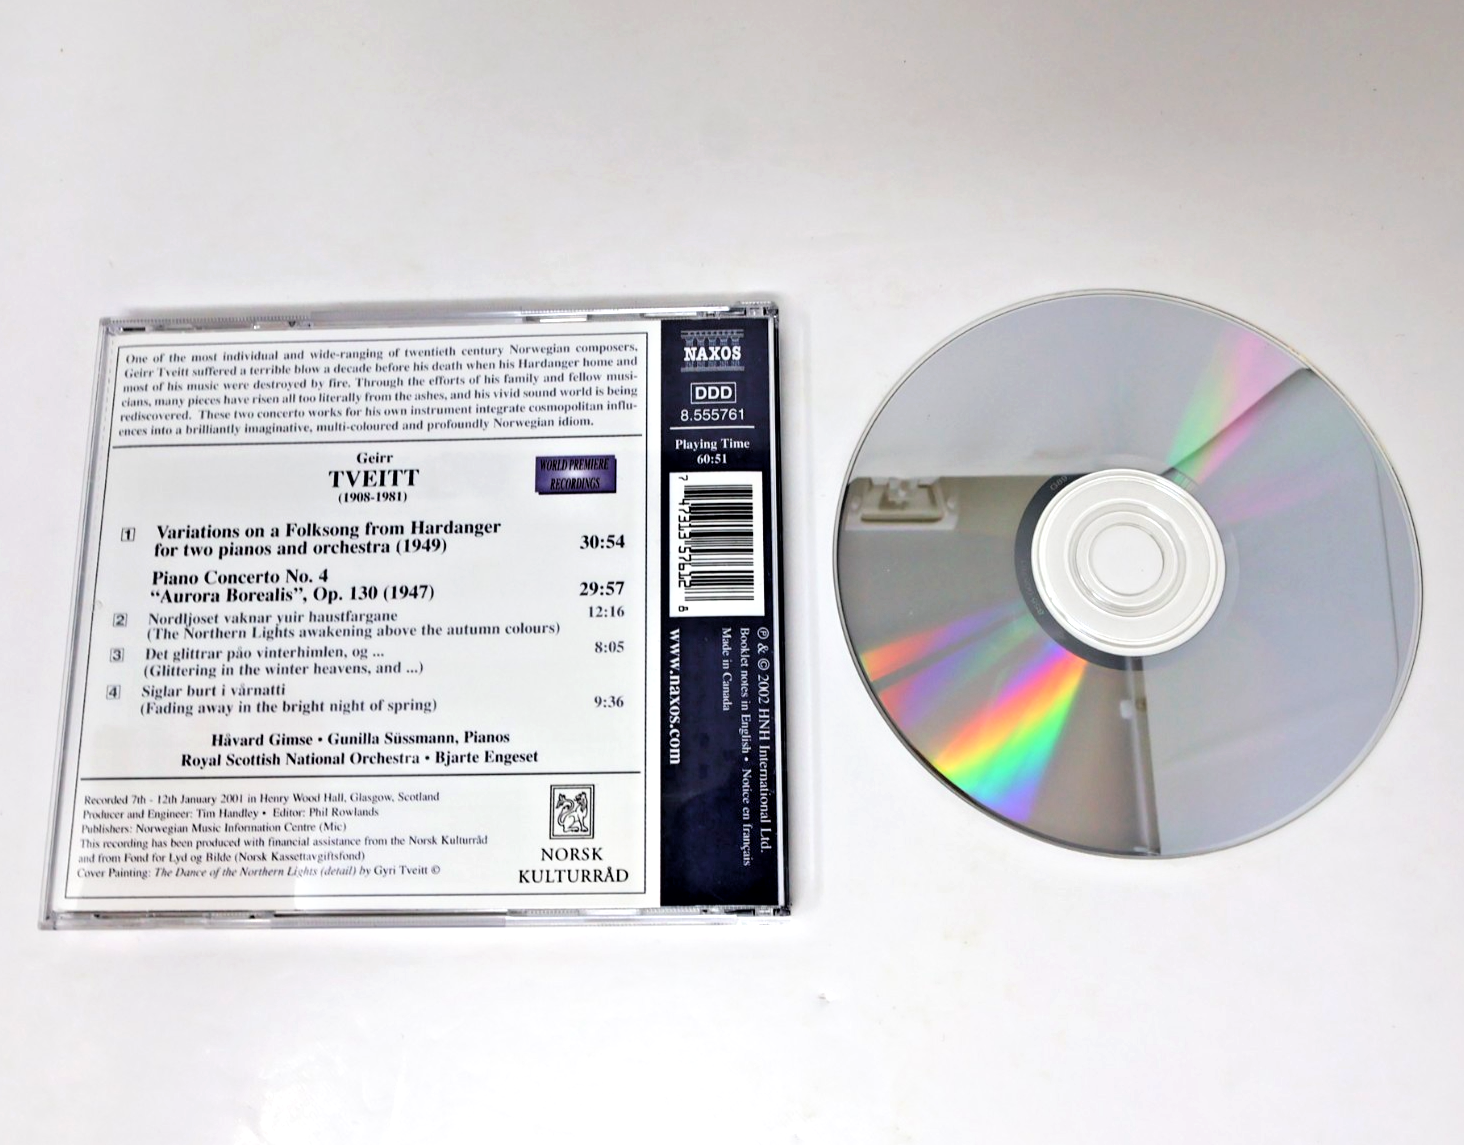 One of the most individual and wide-ranging of twentieth century Norwegian composers,
Geirr Tveitt suffered a terrible blow a decade before his death when his Hardanger home and
most of his music were destroyed by fire. Through the efforts of his family and fellow musi-
cians, many pieces have risen all too literally from the ashes, and his vivid sound world is being
rediscovered. These two concerto works for his own instrument integrate cosmopolitan influ-
ences into a brilliantly imaginative, multi-coloured and profoundly Norwegian idiom.
Geirr
TVEITT
(1908-1981)
WORLD PREMIERE
RECORDINGS
1 Variations on a Folksong from Hardanger
for two pianos and orchestra (1949) 30:54
Piano Concerto No. 4
“Aurora Borealis”, Op. 130 (1947) 29:57
2 Nordljoset vaknar yuir haustfargane 12:16
(The Northern Lights awakening above the autumn colours)
3 Det glittrar påo vinterhimlen, og ... 8:05
(Glittering in the winter heavens, and ...)
4 Siglar burt i vårnatti 9:36
(Fading away in the bright night of spring)
Håvard Gimse • Gunilla Süssmann, Pianos
Royal Scottish National Orchestra • Bjarte Engeset
Recorded 7th - 12th January 2001 in Henry Wood Hall, Glasgow, Scotland
Producer and Engineer: Tim Handley • Editor: Phil Rowlands
Publishers: Norwegian Music Information Centre (Mic)
This recording has been produced with financial assistance from the Norsk Kulturråd
and from Fond for Lyd og Bilde (Norsk Kassettavgiftsfond)
Cover Painting: The Dance of the Northern Lights (detail) by Gyri Tveitt ©
NORSK
KULTURRÅD
NAXOS
DDD
8.555761
Playing Time
60:51
7 47313 57612 8
℗ & © 2002 HNH International Ltd.
Booklet notes in English • Notice en français
Made in Canada
www.naxos.com